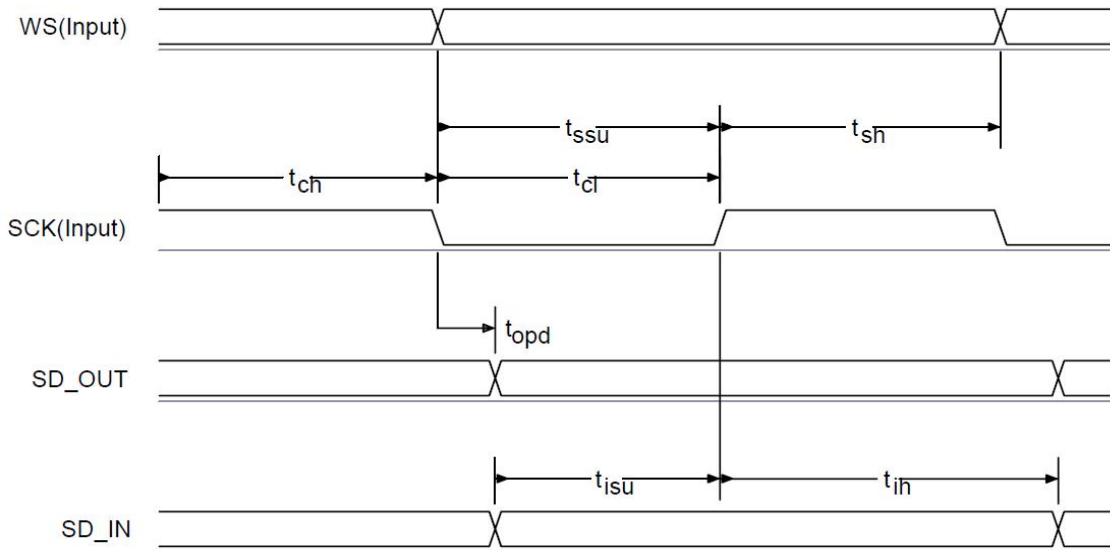 WS(Input)
tssu
tsh
tch
tcl
SCK(Input)
topd
SD_OUT
tisu
tih
SD_IN